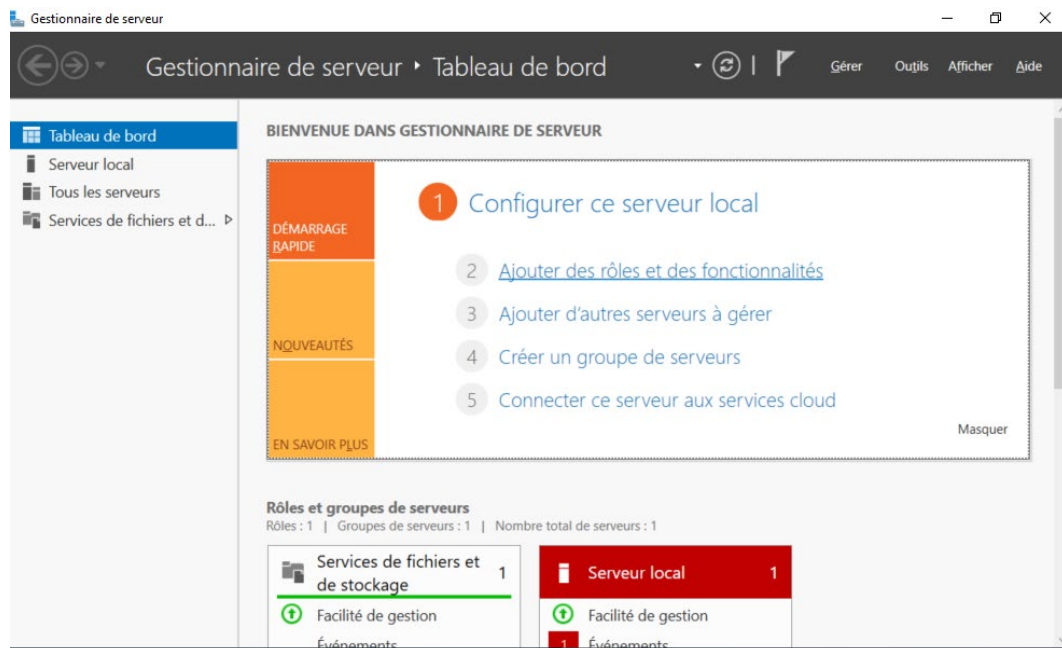 Gestionnaire de serveur
Gestionnaire de serveur ‣ Tableau de bord
Gérer Outils Afficher Aide
Tableau de bord
Serveur local
Tous les serveurs
Services de fichiers et d...
BIENVENUE DANS GESTIONNAIRE DE SERVEUR
DÉMARRAGE
RAPIDE
NOUVEAUTÉS
EN SAVOIR PLUS
1 Configurer ce serveur local
2 Ajouter des rôles et des fonctionnalités
3 Ajouter d'autres serveurs à gérer
4 Créer un groupe de serveurs
5 Connecter ce serveur aux services cloud
Masquer
Rôles et groupes de serveurs
Rôles : 1 | Groupes de serveurs : 1 | Nombre total de serveurs : 1
Services de fichiers et
de stockage
1
Facilité de gestion
Événements
Serveur local 1
Facilité de gestion
1 Événements